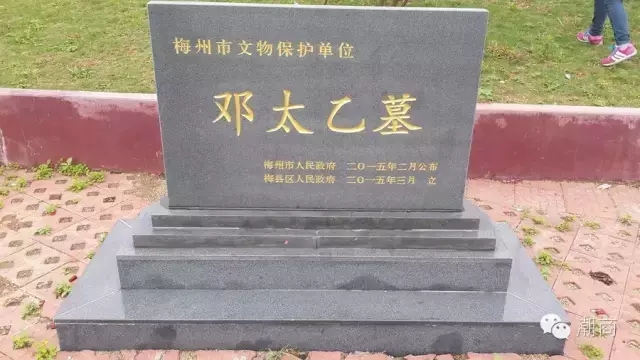 梅州市文物保护单位
邓太乙墓
梅州市人民政府 二〇一五年二月公布
梅县区人民政府 二〇一五年三月 立
潮商